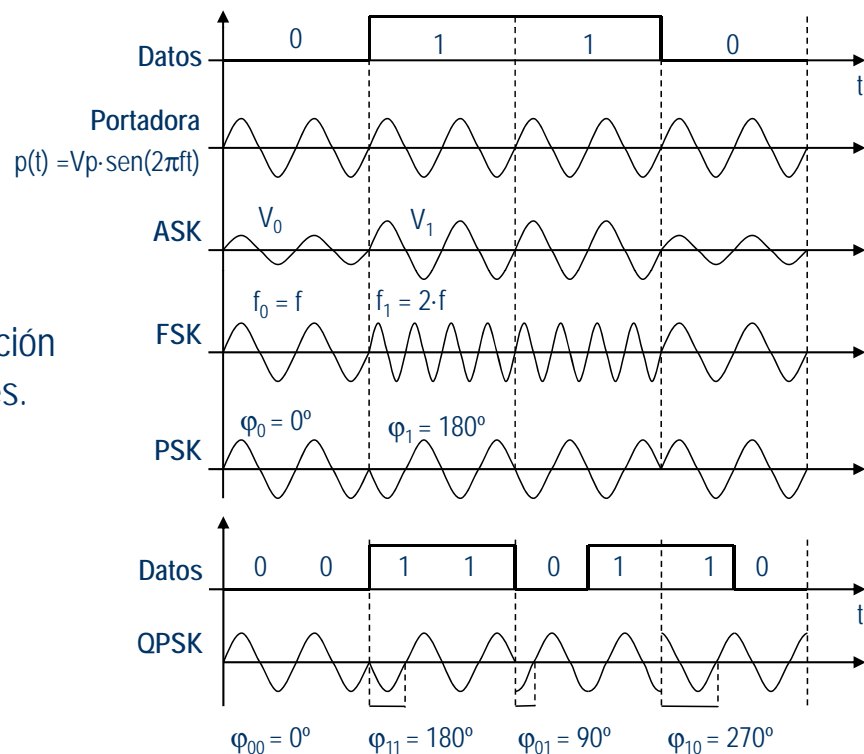 0 1 1 0
Datos
t
Portadora
p(t) =Vp·sen(2πft)
V₀ V₁
ASK
f₀ = f f₁ = 2·f
FSK
ción
s.
φ₀ = 0º φ₁ = 180º
PSK
Datos 0 0 1 1 0 1 1 0
t
QPSK
φ₀₀ = 0º φ₁₁ = 180º φ₀₁ = 90º φ₁₀ = 270º